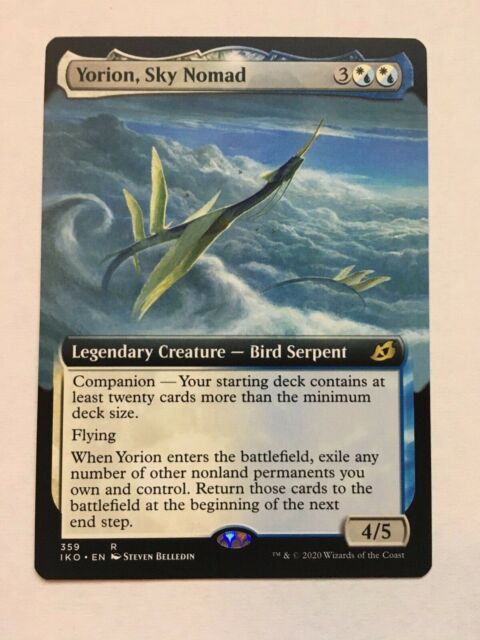 Yorion, Sky Nomad 3
Legendary Creature — Bird Serpent
Companion — Your starting deck contains at
least twenty cards more than the minimum
deck size.
Flying
When Yorion enters the battlefield, exile any
number of other nonland permanents you
own and control. Return those cards to the
battlefield at the beginning of the next
end step.
4/5
359 R
IKO • EN Steven Belledin
™ & © 2020 Wizards of the Coast